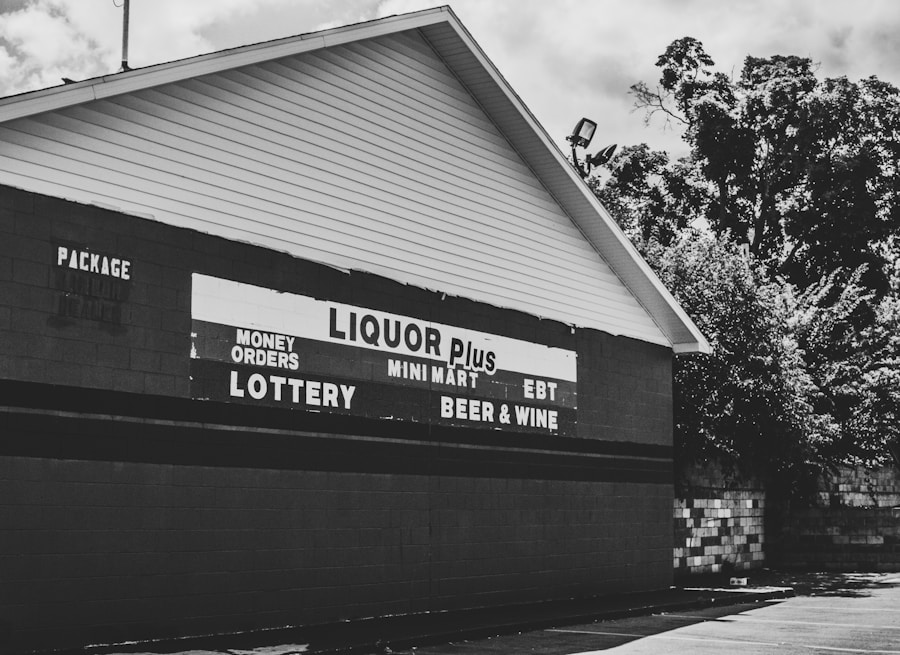 PACKAGE
LIQUOR Plus
MONEY
ORDERS
MINI MART
EBT
LOTTERY
BEER & WINE